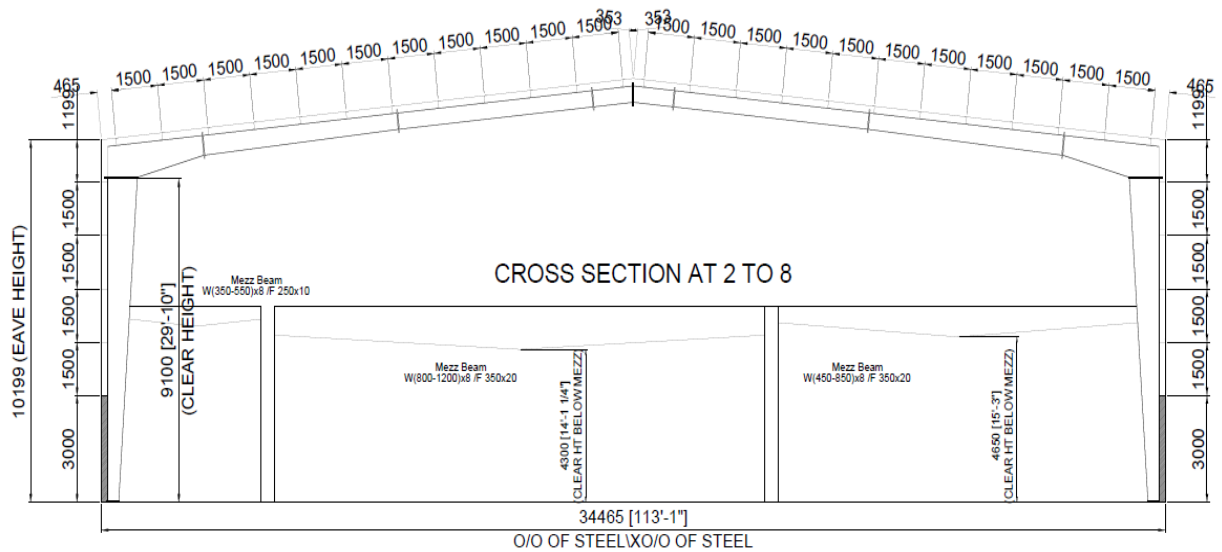 353 353
1500 1500 1500 1500 1500 1500 1500 1500 1500 1500 1500
1500 1500 1500 1500 1500 1500 1500 1500 1500 1500 1500
465
465
1199
1199
1500
1500
1500
1500
3000
10199 (EAVE HEIGHT)
9100 [29'-10"]
(CLEAR HEIGHT)
CROSS SECTION AT 2 TO 8
Mezz Beam
W(350-550)x8 /F 250x10
Mezz Beam
W(800-1200)x8 /F 350x20
Mezz Beam
W(450-850)x8 /F 350x20
4300 [14'-1 1/4"]
(CLEAR HT BELOW MEZZ)
4650 [15'-3"]
(CLEAR HT BELOW MEZZ)
1500
1500
1500
1500
3000
34465 [113'-1"]
O/O OF STEEL\XO/O OF STEEL